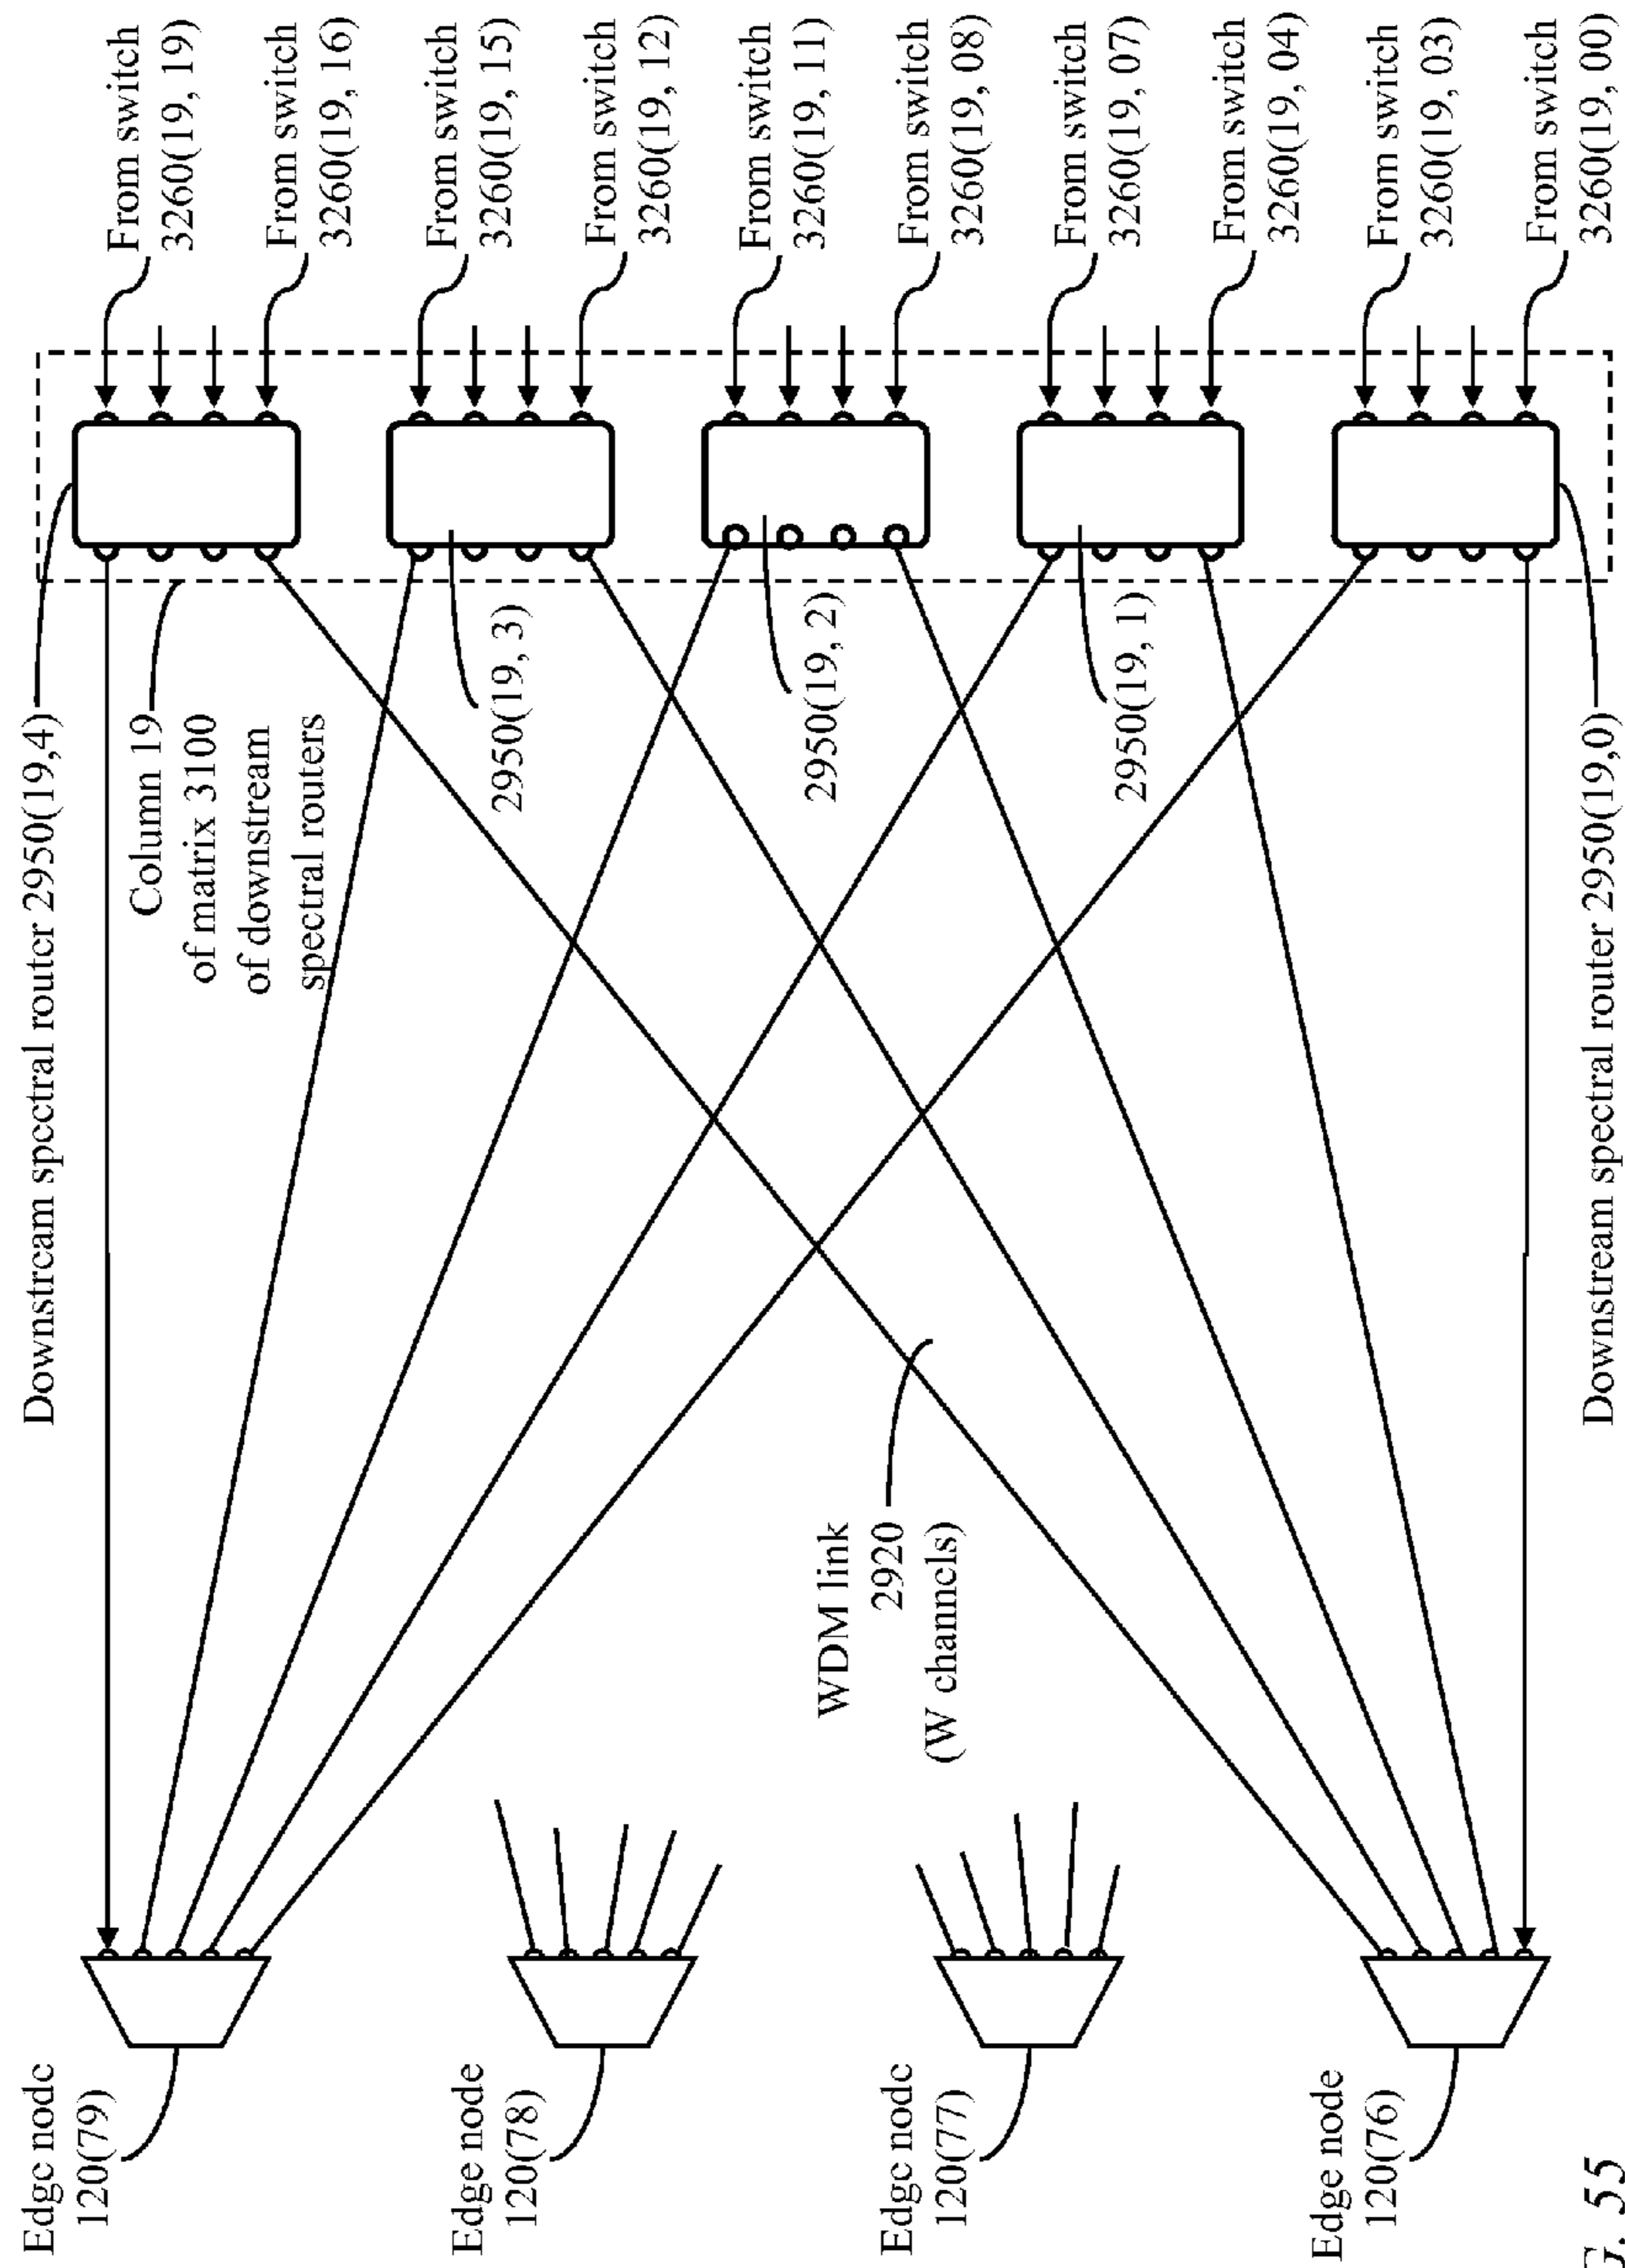 Downstream spectral router 2950(19,4)
From switch
3260(19, 19)
From switch
3260(19, 16)
From switch
3260(19, 15)
From switch
3260(19, 12)
From switch
3260(19, 11)
From switch
3260(19, 08)
From switch
3260(19, 07)
From switch
3260(19, 04)
From switch
3260(19, 03)
From switch
3260(19, 00)
Column 19
of matrix 3100
of downstream
spectral routers
2950(19, 3)
2950(19, 2)
2950(19, 1)
WDM link
2920
(W channels)
Edge node
120(79)
Edge node
120(78)
Edge node
120(77)
Edge node
120(76)
Downstream spectral router 2950(19,0)
G. 55